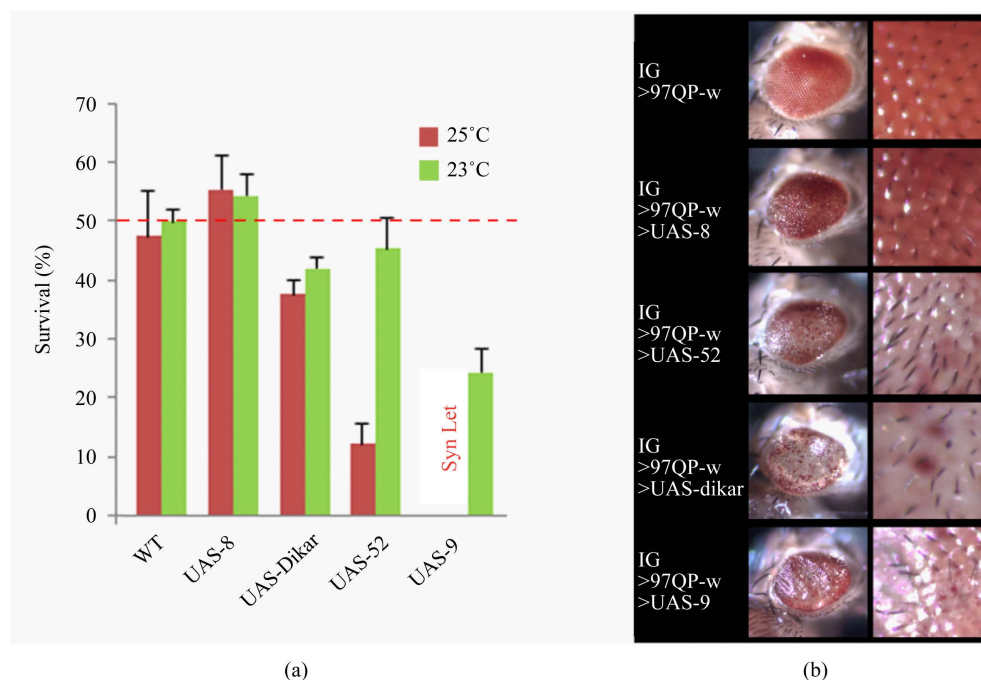 70
60
50
40
30
20
10
0
Survival (%)
25˚C
23˚C
Syn Let
WT
UAS-8
UAS-Dikar
UAS-52
UAS-9
(a)
IG
>97QP-w
IG
>97QP-w
>UAS-8
IG
>97QP-w
>UAS-52
IG
>97QP-w
>UAS-dikar
IG
>97QP-w
>UAS-9
(b)